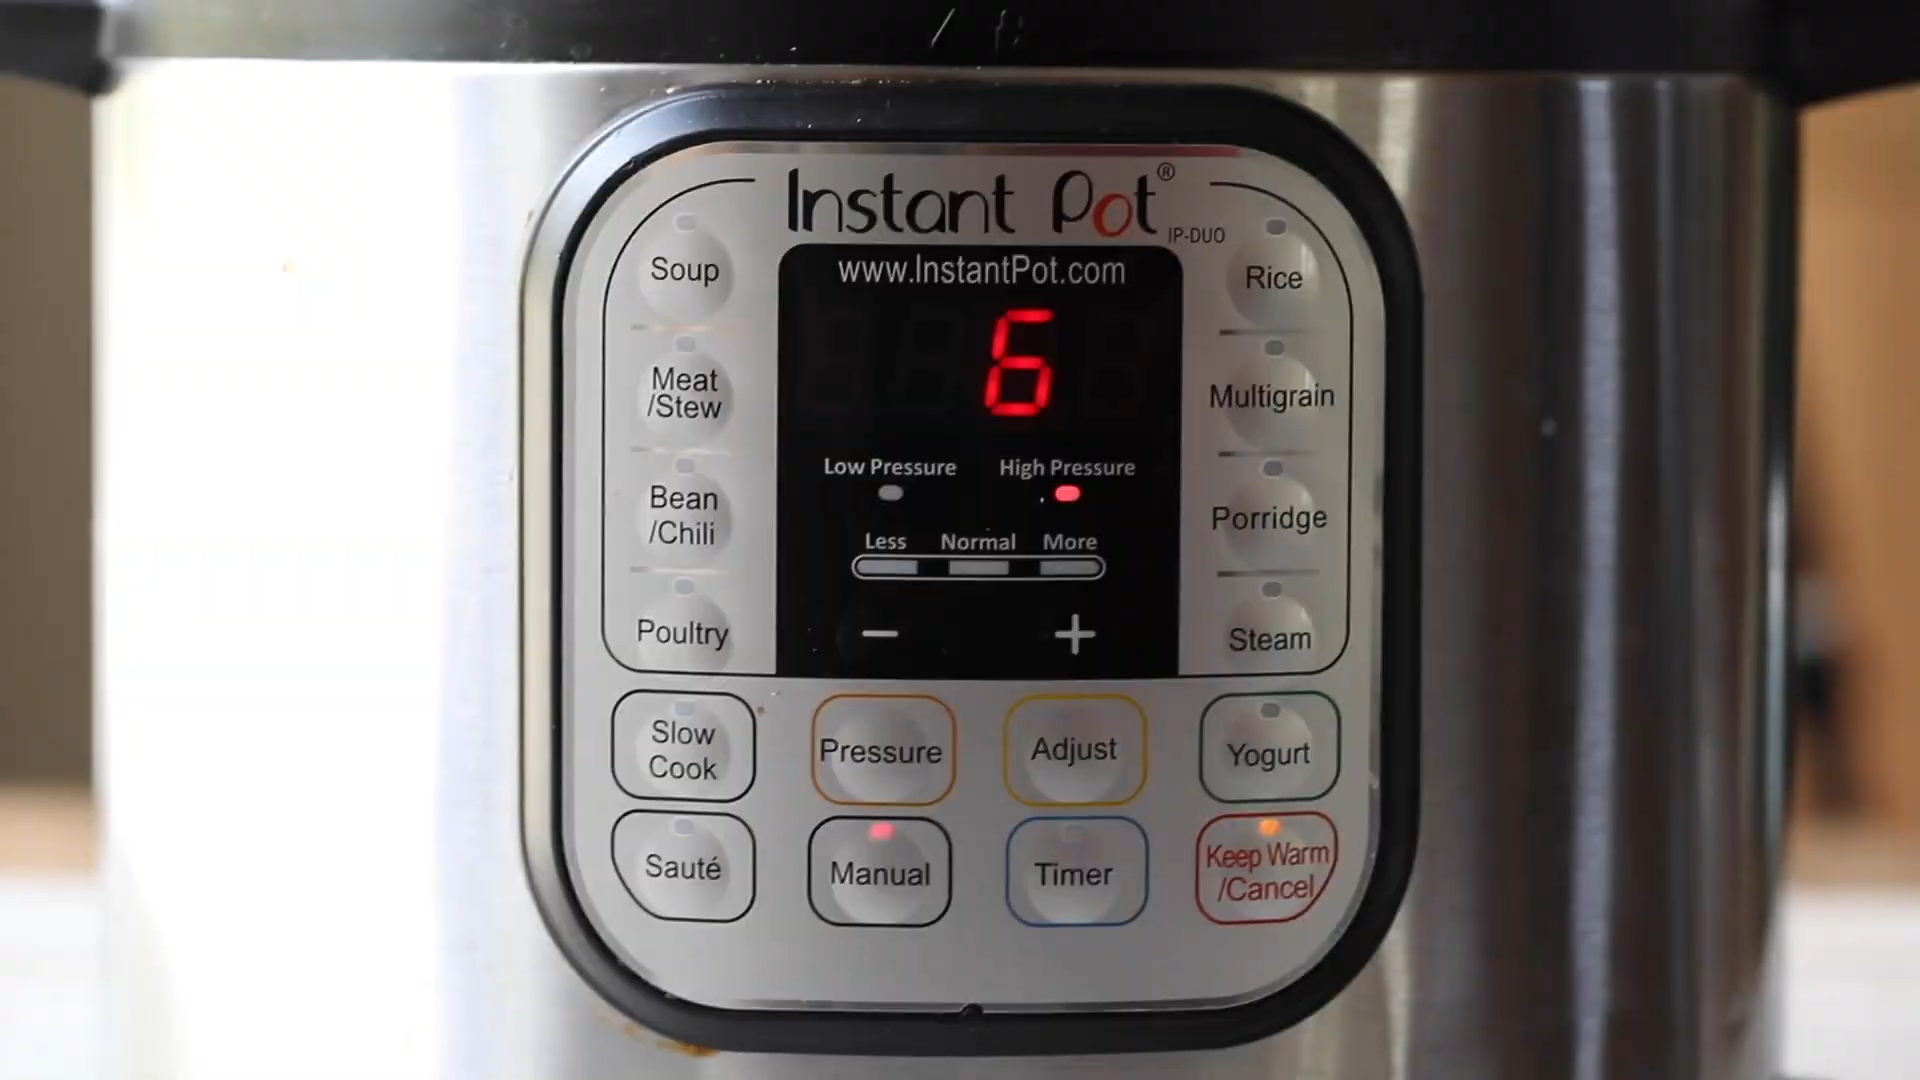 Instant Pot®
IP-DUO
www.InstantPot.com
6
Low Pressure High Pressure
Less Normal More
− +
Soup
Meat
/Stew
Bean
/Chili
Poultry
Rice
Multigrain
Porridge
Steam
Slow
Cook
Pressure
Adjust
Yogurt
Sauté
Manual
Timer
Keep Warm
/Cancel